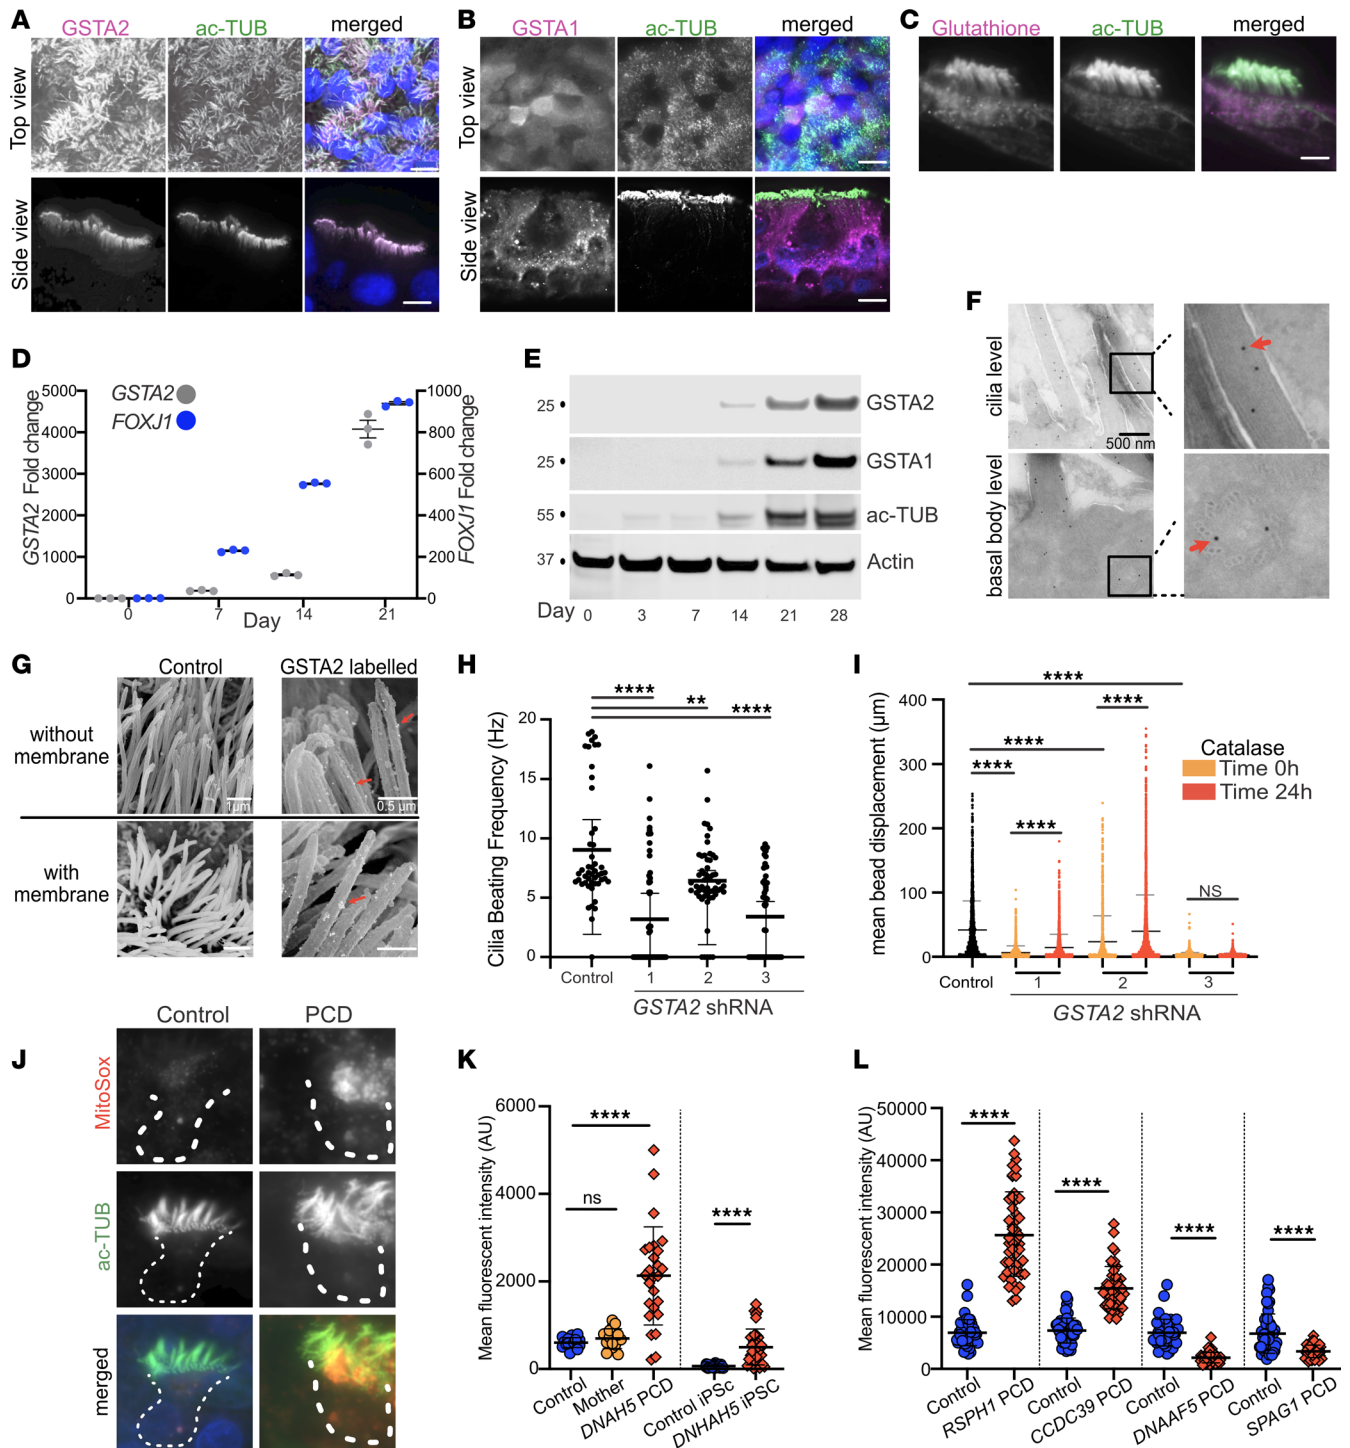 A
GSTA2
ac-TUB
merged
Top view
Side view
B
GSTA1
ac-TUB
merged
Top view
Side view
C
Glutathione
ac-TUB
merged
D
GSTA2
FOXJ1
GSTA2 Fold change
5000
4000
3000
2000
1000
0
1000
800
600
400
200
0
FOXJ1 Fold change
0
7
14
21
Day
E
25
GSTA2
25
GSTA1
55
ac-TUB
37
Actin
Day
0
3
7
14
21
28
F
cilia level
500 nm
basal body level
G
Control
GSTA2 labelled
without
membrane
1µm
0.5 µm
with
membrane
H
Cilia Beating Frequency (Hz)
20
15
10
5
0
****
**
****
Control
1
2
3
GSTA2 shRNA
I
mean bead displacement (µm)
400
300
200
100
0
****
****
****
****
****
NS
Catalase
Time 0h
Time 24h
Control
1
2
3
GSTA2 shRNA
J
Control
PCD
MitoSox
ac-TUB
merged
K
Mean fluorescent intensity (AU)
6000
4000
2000
0
****
ns
****
Control
Mother
DNAH5 PCD
Control iPSc
DNHAH5 iPSC
L
Mean fluorescent intensity (AU)
50000
40000
30000
20000
10000
0
****
****
****
****
Control
RSPH1 PCD
Control
CCDC39 PCD
Control
DNAAF5 PCD
Control
SPAG1 PCD